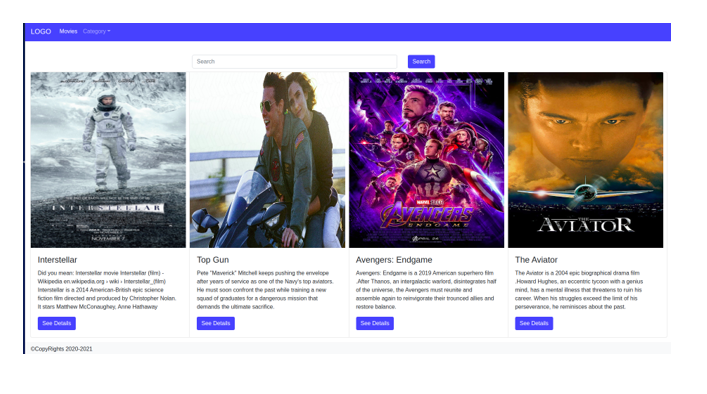 LOGO Movies Category
Search Search
INTERSTELLAR
NOVEMBER 7
MARVEL STUDIOS
AVENGERS
ENDGAME
APRIL 26
THE
AVIATOR
Interstellar
Did you mean: Interstellar movie Interstellar (film) -
Wikipedia en.wikipedia.org › wiki › Interstellar_(film)
Interstellar is a 2014 American-British epic science
fiction film directed and produced by Christopher Nolan.
It stars Matthew McConaughey, Anne Hathaway
See Details
Top Gun
Pete "Maverick" Mitchell keeps pushing the envelope
after years of service as one of the Navy's top aviators.
He must soon confront the past while training a new
squad of graduates for a dangerous mission that
demands the ultimate sacrifice.
See Details
Avengers: Endgame
Avengers: Endgame is a 2019 American superhero film
.After Thanos, an intergalactic warlord, disintegrates half
of the universe, the Avengers must reunite and
assemble again to reinvigorate their trounced allies and
restore balance.
See Details
The Aviator
The Aviator is a 2004 epic biographical drama film
.Howard Hughes, an eccentric tycoon with a genius
mind, has a mental illness that threatens to ruin his
career. When his struggles exceed the limit of his
perseverance, he reminisces about the past.
See Details
©CopyRights 2020-2021